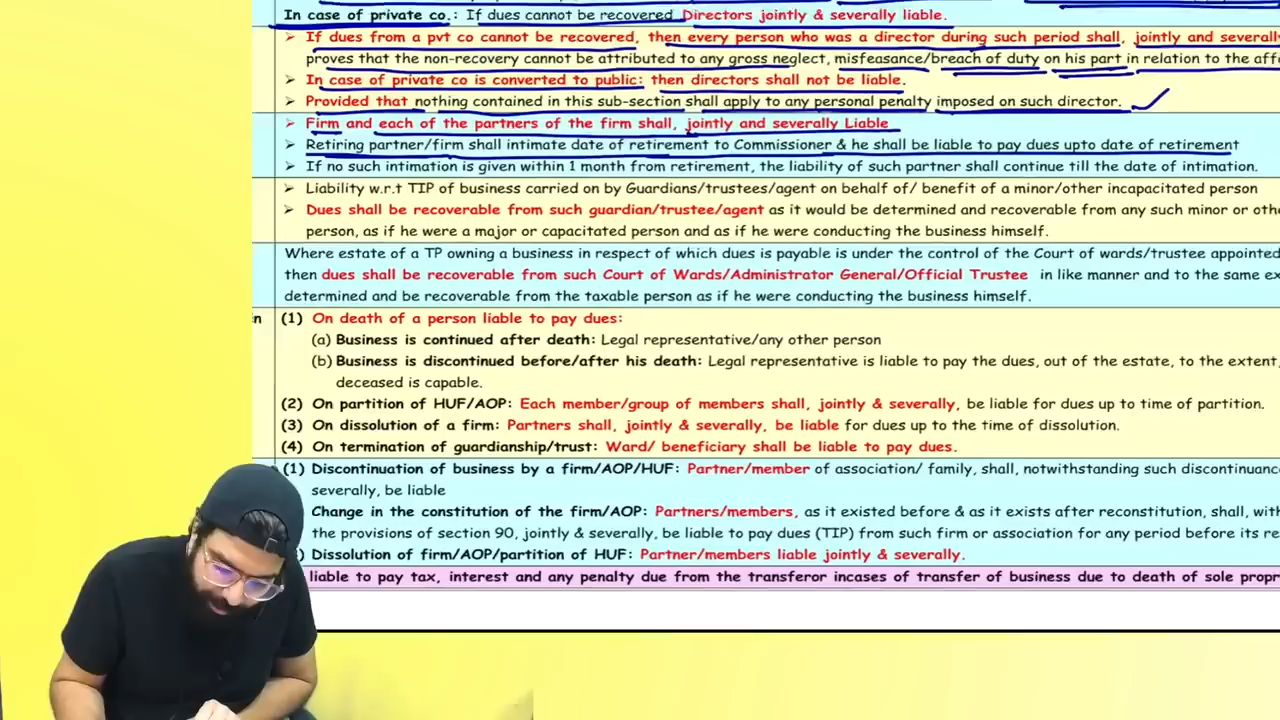 In case of private co.: If dues cannot be recovered Directors jointly & severally liable.
➢ If dues from a pvt co cannot be recovered, then every person who was a director during such period shall, jointly and severally
proves that the non-recovery cannot be attributed to any gross neglect, misfeasance/breach of duty on his part in relation to the affa
➢ In case of private co is converted to public: then directors shall not be liable.
➢ Provided that nothing contained in this sub-section shall apply to any personal penalty imposed on such director.
➢ Firm and each of the partners of the firm shall, jointly and severally Liable
➢ Retiring partner/firm shall intimate date of retirement to Commissioner & he shall be liable to pay dues upto date of retirement
➢ If no such intimation is given within 1 month from retirement, the liability of such partner shall continue till the date of intimation.
➢ Liability w.r.t TIP of business carried on by Guardians/trustees/agent on behalf of/ benefit of a minor/other incapacitated person
➢ Dues shall be recoverable from such guardian/trustee/agent as it would be determined and recoverable from any such minor or othe
person, as if he were a major or capacitated person and as if he were conducting the business himself.
Where estate of a TP owning a business in respect of which dues is payable is under the control of the Court of wards/trustee appointed
then dues shall be recoverable from such Court of Wards/Administrator General/Official Trustee in like manner and to the same ex
determined and be recoverable from the taxable person as if he were conducting the business himself.
n (1) On death of a person liable to pay dues:
(a) Business is continued after death: Legal representative/any other person
(b) Business is discontinued before/after his death: Legal representative is liable to pay the dues, out of the estate, to the extent,
deceased is capable.
(2) On partition of HUF/AOP: Each member/group of members shall, jointly & severally, be liable for dues up to time of partition.
(3) On dissolution of a firm: Partners shall, jointly & severally, be liable for dues up to the time of dissolution.
(4) On termination of guardianship/trust: Ward/ beneficiary shall be liable to pay dues.
(1) Discontinuation of business by a firm/AOP/HUF: Partner/member of association/ family, shall, notwithstanding such discontinuanc
severally, be liable
Change in the constitution of the firm/AOP: Partners/members, as it existed before & as it exists after reconstitution, shall, with
the provisions of section 90, jointly & severally, be liable to pay dues (TIP) from such firm or association for any period before its re
) Dissolution of firm/AOP/partition of HUF: Partner/members liable jointly & severally.
liable to pay tax, interest and any penalty due from the transferor incases of transfer of business due to death of sole propr